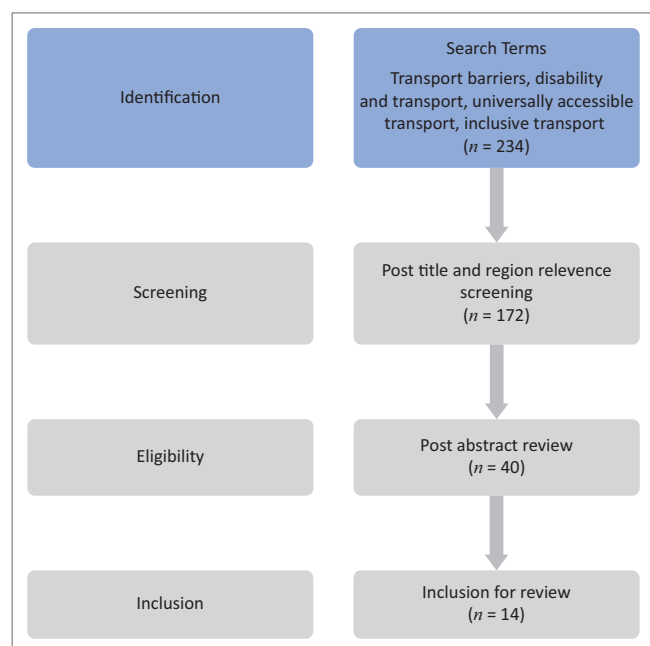 Identification
Search Terms
Transport barriers, disability
and transport, universally accessible
transport, inclusive transport
(n = 234)
Screening
Post title and region relevence
screening
(n = 172)
Eligibility
Post abstract review
(n = 40)
Inclusion
Inclusion for review
(n = 14)